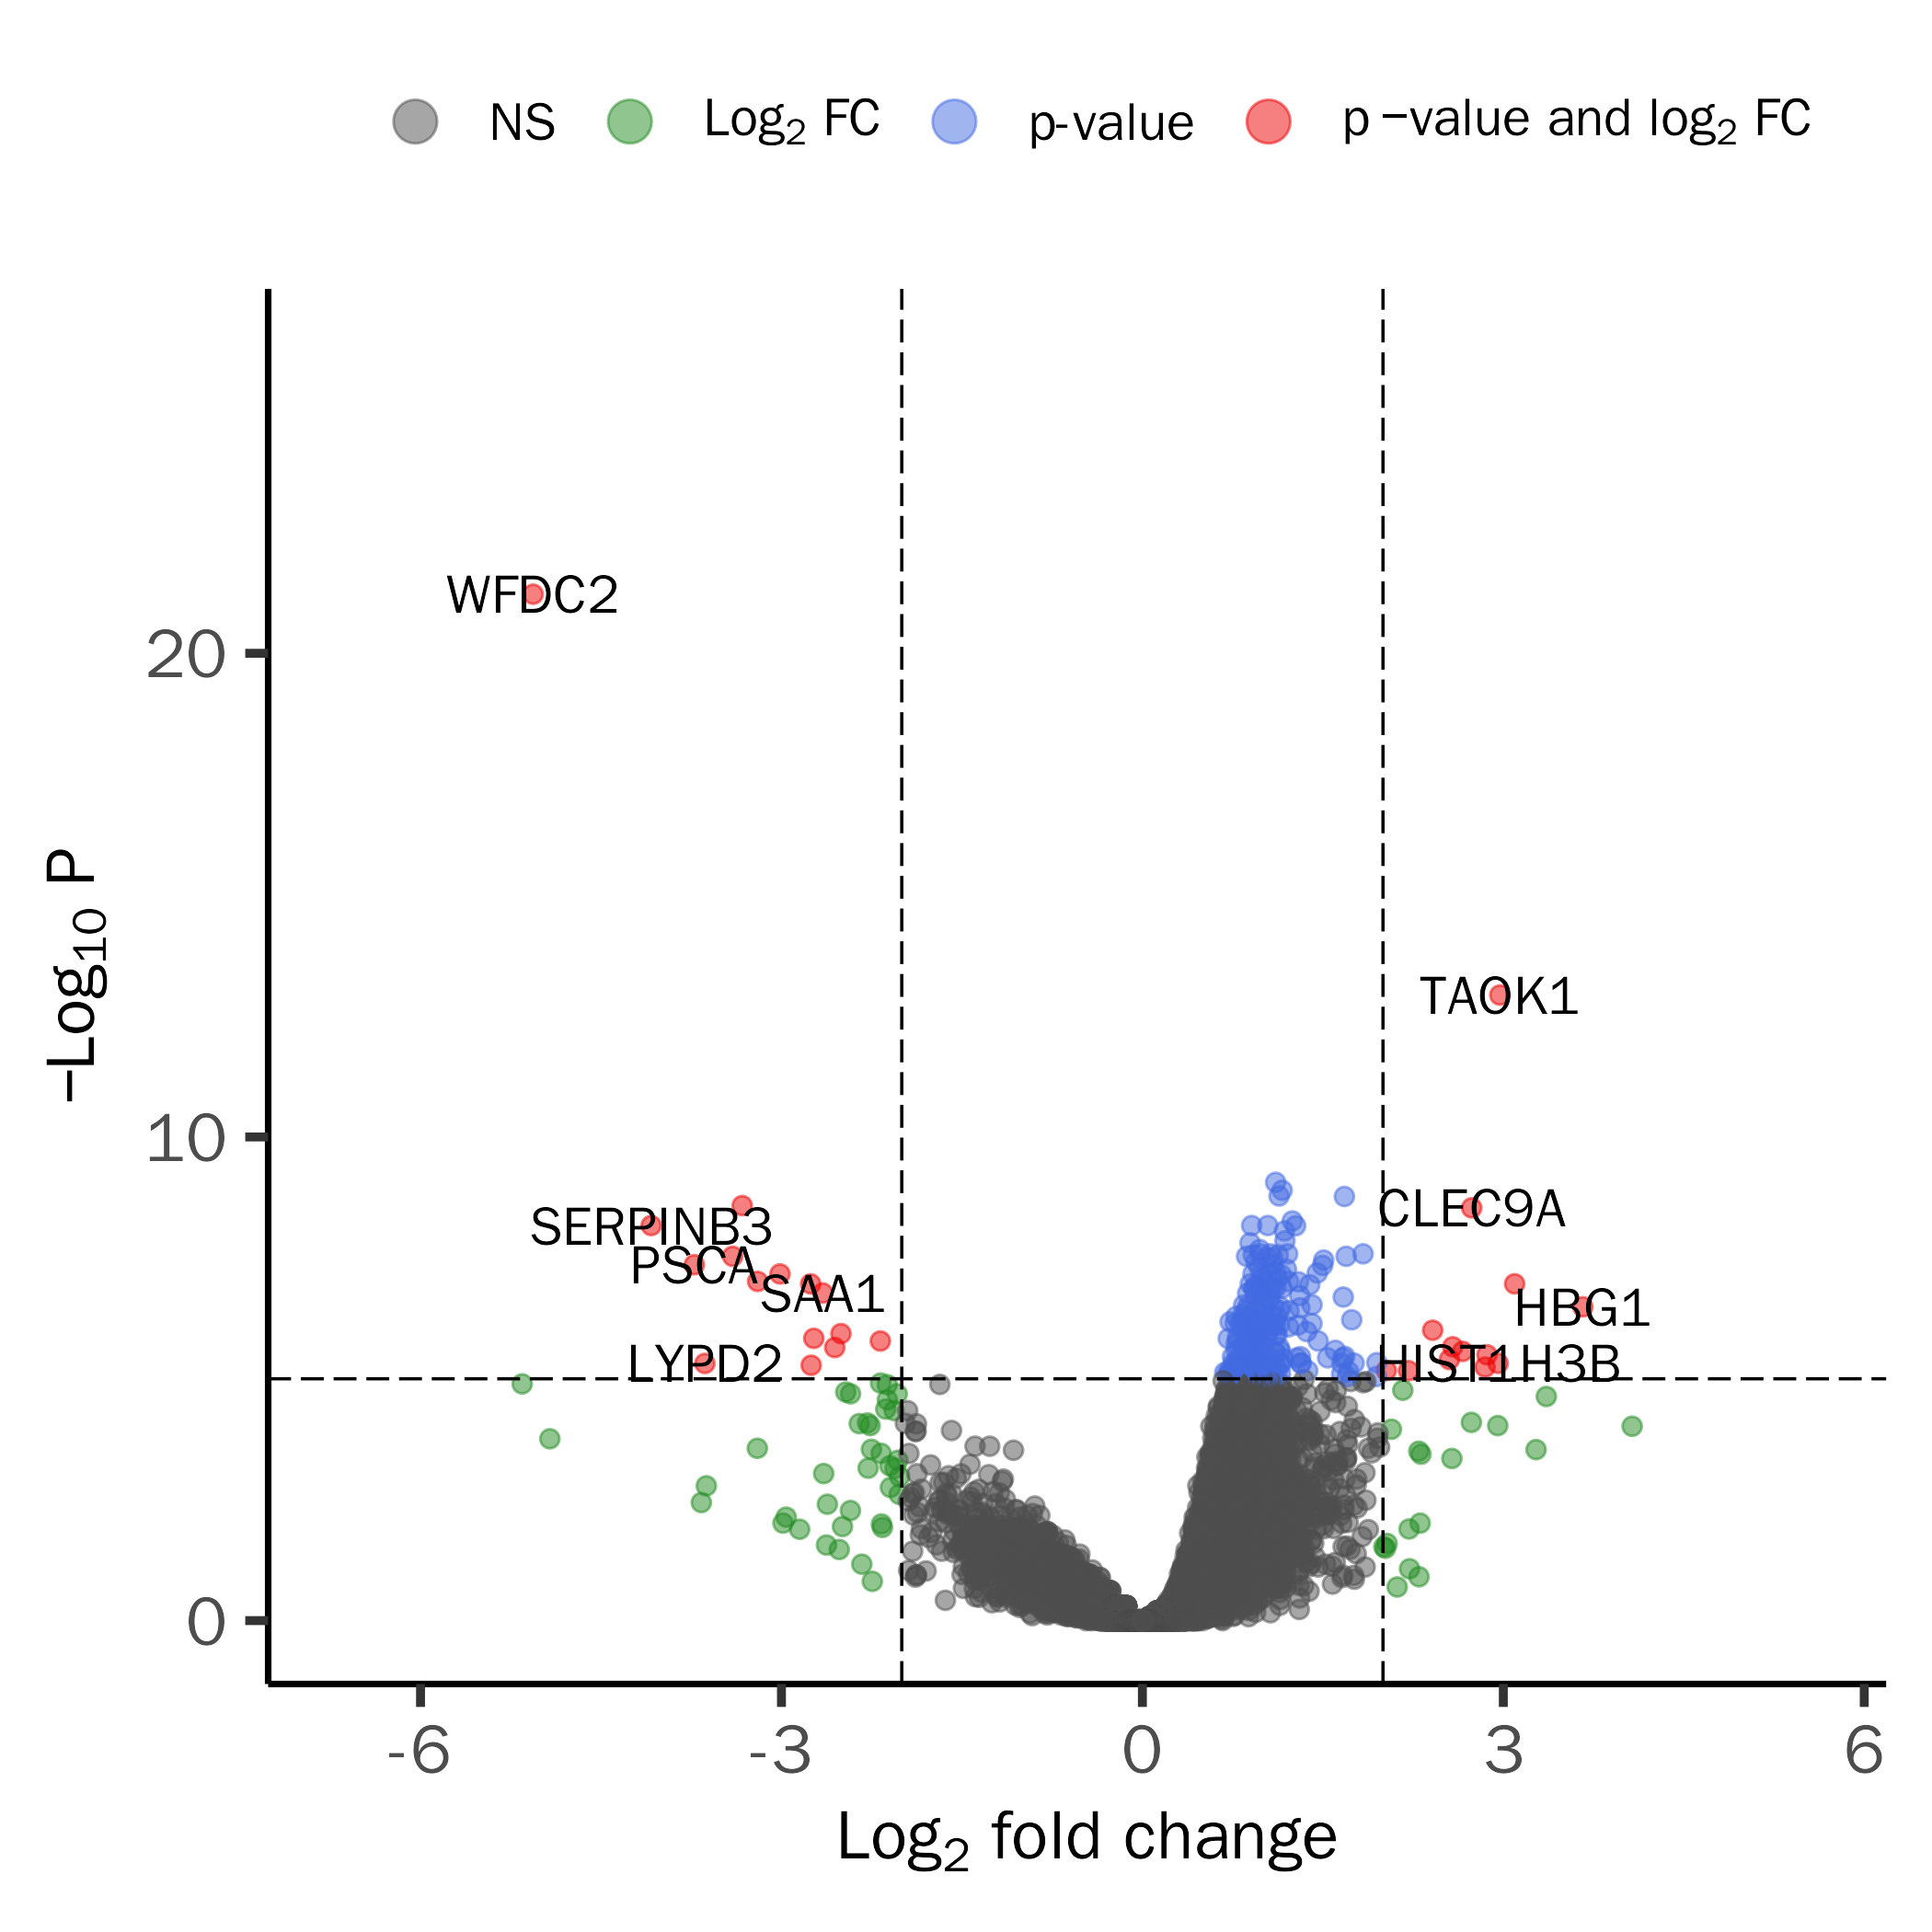 NS Log2 FC p-value p −value and log2 FC
WFDC2
20
TAOK1
−Log10 P
10
CLEC9A
SERPINB3
PSCA
SAA1
HBG1
LYPD2
HIST1H3B
0
-6 -3 0 3 6
Log2 fold change